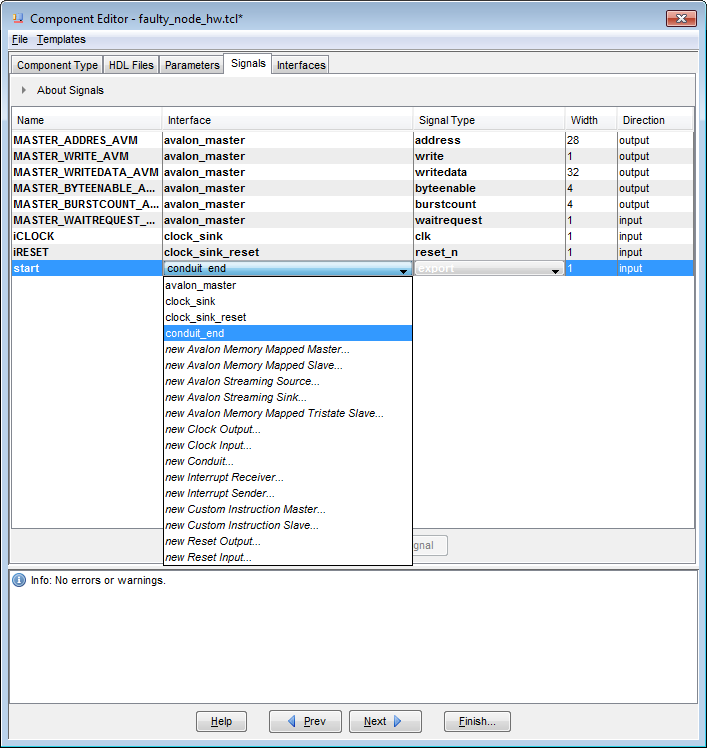 Component Editor - faulty_node_hw.tcl*
File Templates
Component Type HDL Files Parameters Signals Interfaces
About Signals
Name Interface Signal Type Width Direction
MASTER_ADDRES_AVM avalon_master address 28 output
MASTER_WRITE_AVM avalon_master write 1 output
MASTER_WRITEDATA_AVM avalon_master writedata 32 output
MASTER_BYTEENABLE_A... avalon_master byteenable 4 output
MASTER_BURSTCOUNT_A... avalon_master burstcount 4 output
MASTER_WAITREQUEST_... avalon_master waitrequest 1 input
iCLOCK clock_sink clk 1 input
iRESET clock_sink_reset reset_n 1 input
start conduit_end export 1 input
avalon_master
clock_sink
clock_sink_reset
conduit_end
new Avalon Memory Mapped Master...
new Avalon Memory Mapped Slave...
new Avalon Streaming Source...
new Avalon Streaming Sink...
new Avalon Memory Mapped Tristate Slave...
new Clock Output...
new Clock Input...
new Conduit...
new Interrupt Receiver...
new Interrupt Sender...
new Custom Instruction Master...
new Custom Instruction Slave...
new Reset Output...
new Reset Input...
gnal
Info: No errors or warnings.
Help Prev Next Finish...